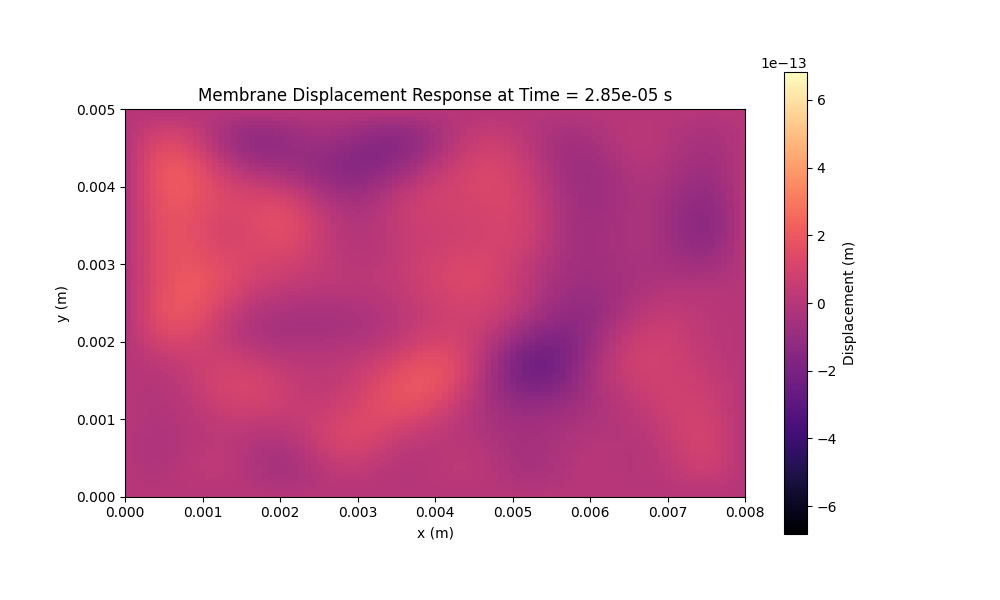 1e−13
Membrane Displacement Response at Time = 2.85e-05 s
0.005
0.004
0.003
0.002
0.001
0.000
y (m)
0.000 0.001 0.002 0.003 0.004 0.005 0.006 0.007 0.008
x (m)
6
4
2
0
−2
−4
−6
Displacement (m)